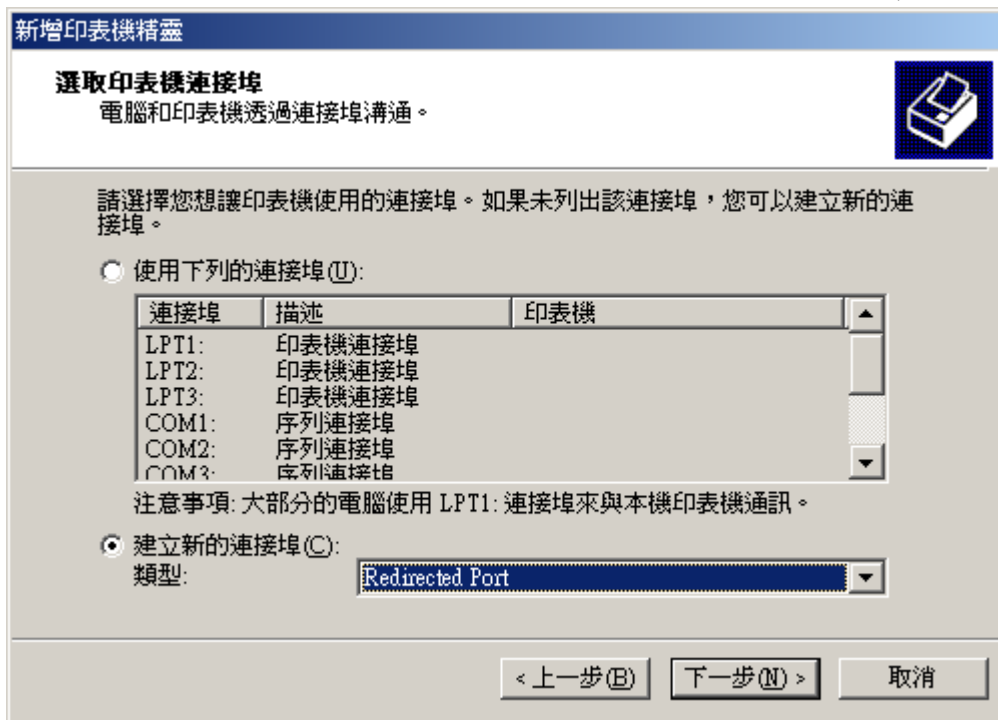 新增印表機精靈
選取印表機連接埠
電腦和印表機透過連接埠溝通。
請選擇您想讓印表機使用的連接埠。如果未列出該連接埠，您可以建立新的連
接埠。
使用下列的連接埠(U):
連接埠 描述 印表機
LPT1: 印表機連接埠
LPT2: 印表機連接埠
LPT3: 印表機連接埠
COM1: 序列連接埠
COM2: 序列連接埠
COM3: 序列連接埠
注意事項: 大部分的電腦使用 LPT1: 連接埠來與本機印表機通訊。
建立新的連接埠(C):
類型: Redirected Port
<上一步(B) 下一步(N)> 取消